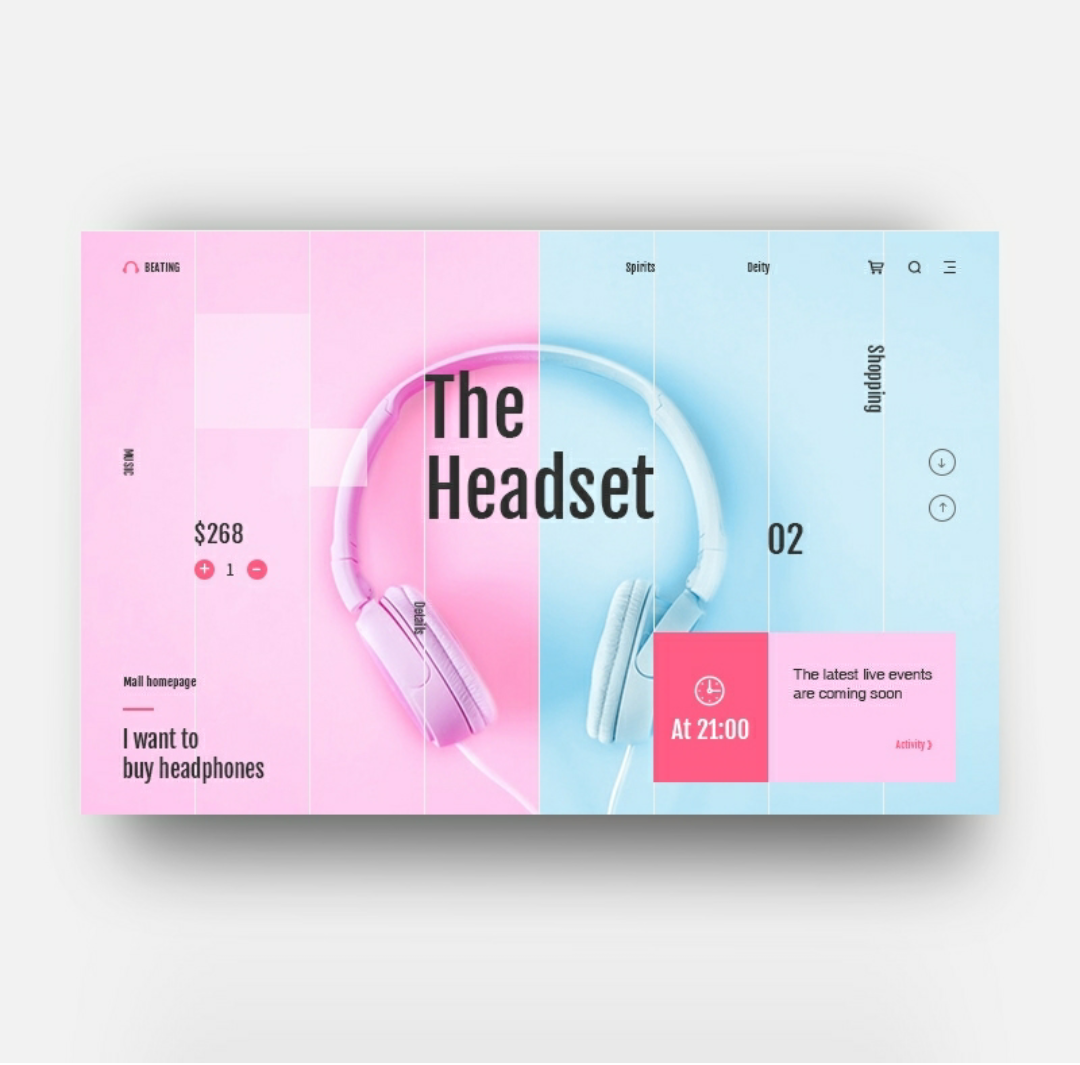 BEATING
Spirits
Deity
Shopping
The
Headset
MUSIC
$268
1
02
Details
Mall homepage
I want to
buy headphones
At 21:00
The latest live events
are coming soon
Activity ❯